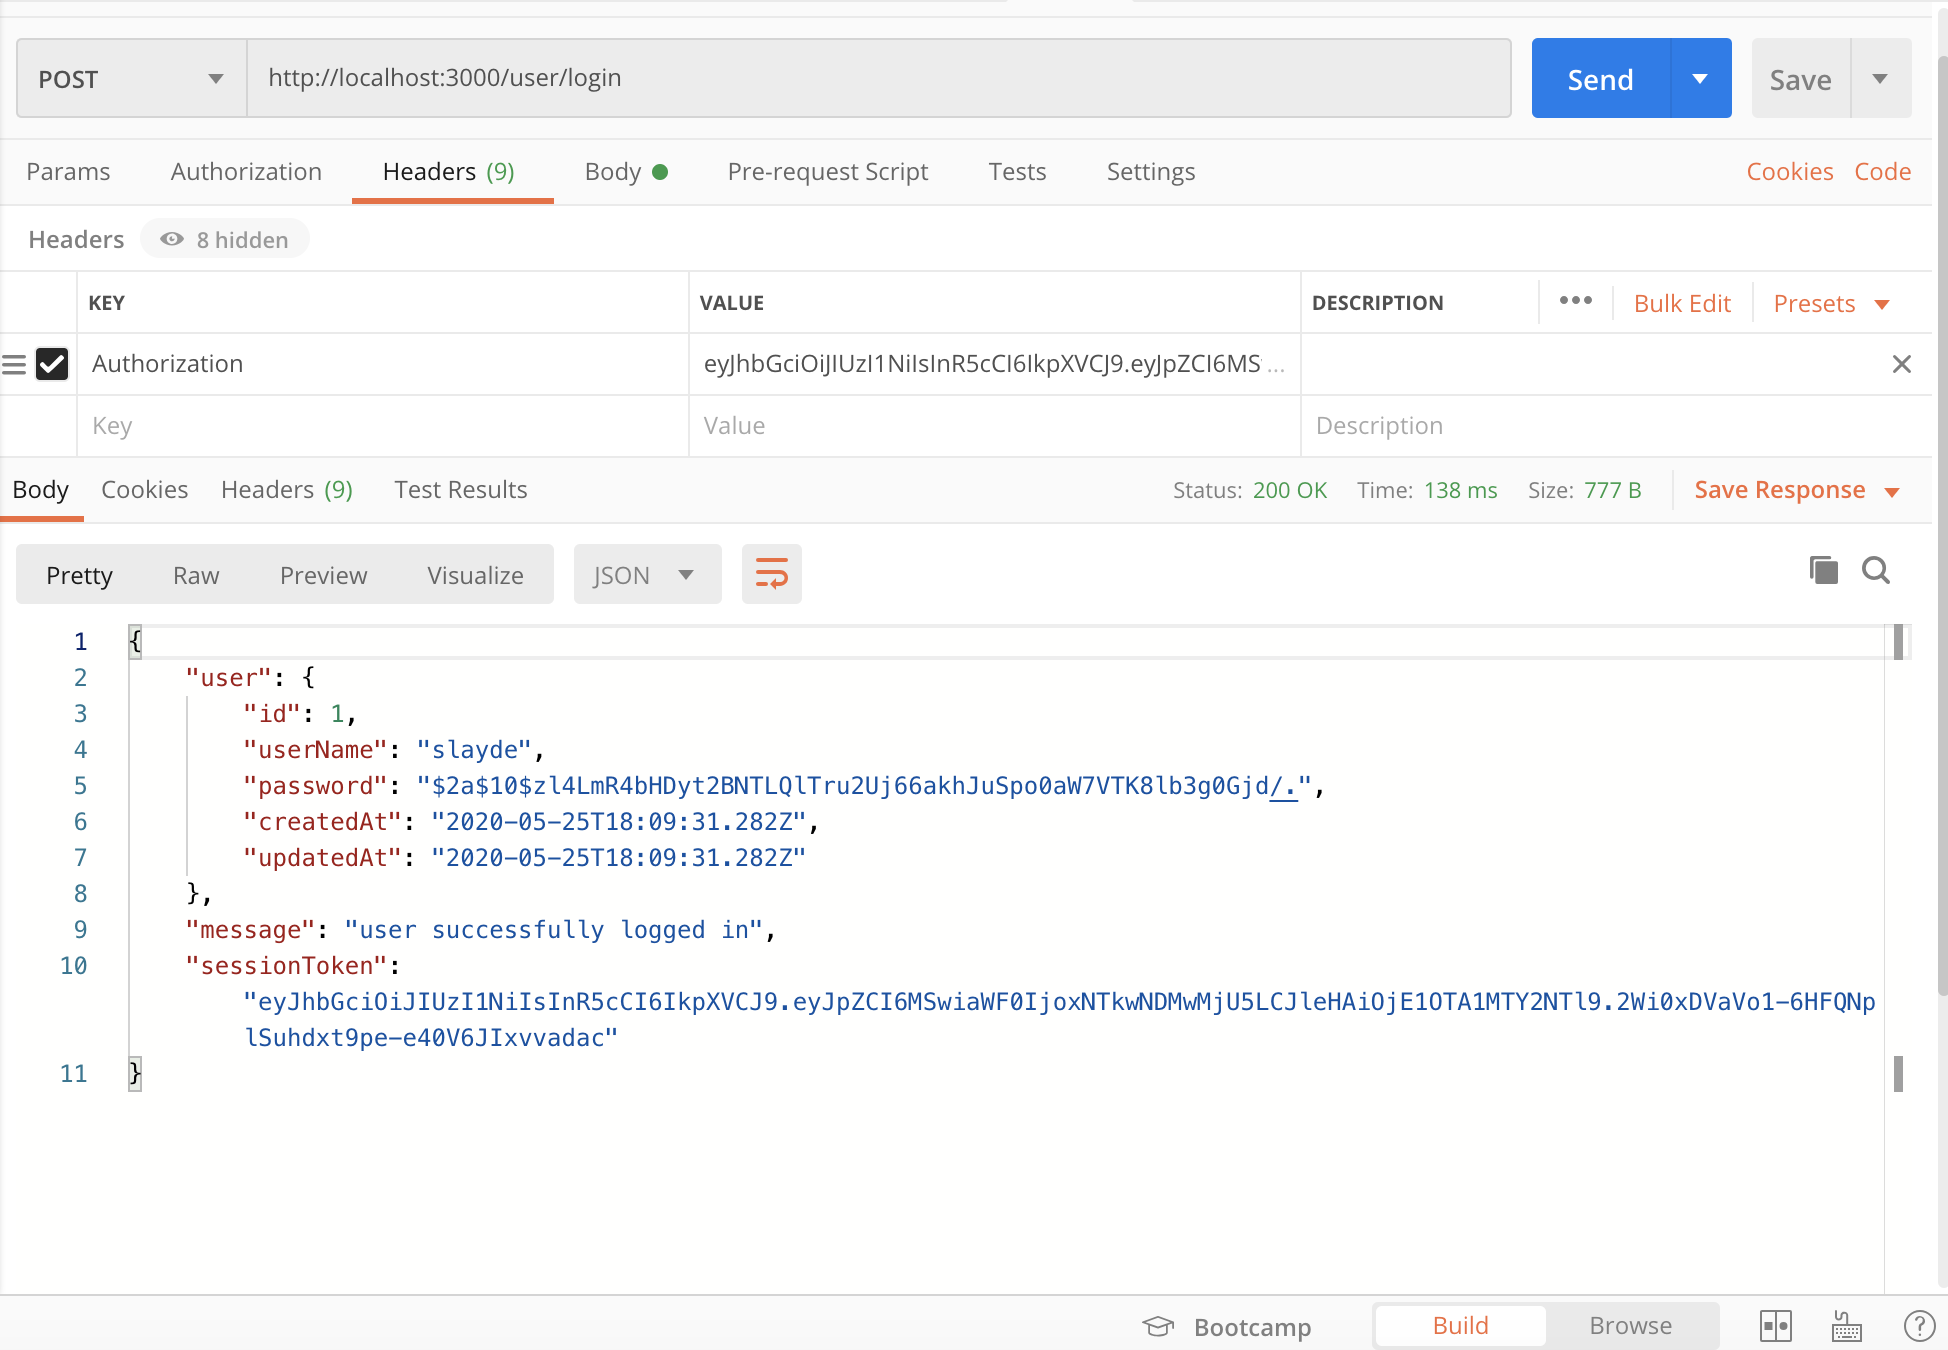 POST http://localhost:3000/user/login Send Save
Params Authorization Headers (9) Body Pre-request Script Tests Settings Cookies Code
Headers 8 hidden
KEY VALUE DESCRIPTION ••• Bulk Edit Presets
Authorization eyJhbGciOiJIUzI1NiIsInR5cCI6IkpXVCJ9.eyJpZCI6MS ...
Key Value Description
Body Cookies Headers (9) Test Results Status: 200 OK Time: 138 ms Size: 777 B Save Response
Pretty Raw Preview Visualize JSON
1 {
2 "user": {
3 "id": 1,
4 "userName": "slayde",
5 "password": "$2a$10$zl4LmR4bHDyt2BNTLQlTru2Uj66akhJuSpo0aW7VTK8lb3g0Gjd/.",
6 "createdAt": "2020-05-25T18:09:31.282Z",
7 "updatedAt": "2020-05-25T18:09:31.282Z"
8 },
9 "message": "user successfully logged in",
10 "sessionToken":
"eyJhbGciOiJIUzI1NiIsInR5cCI6IkpXVCJ9.eyJpZCI6MSwiaWF0IjoxNTkwNDMwMjU5LCJleHAiOjE1OTA1MTY2NTl9.2Wi0xDVaVo1-6HFQNp
lSuhdxt9pe-e40V6JIxvvadac"
11 }
Bootcamp Build Browse ?